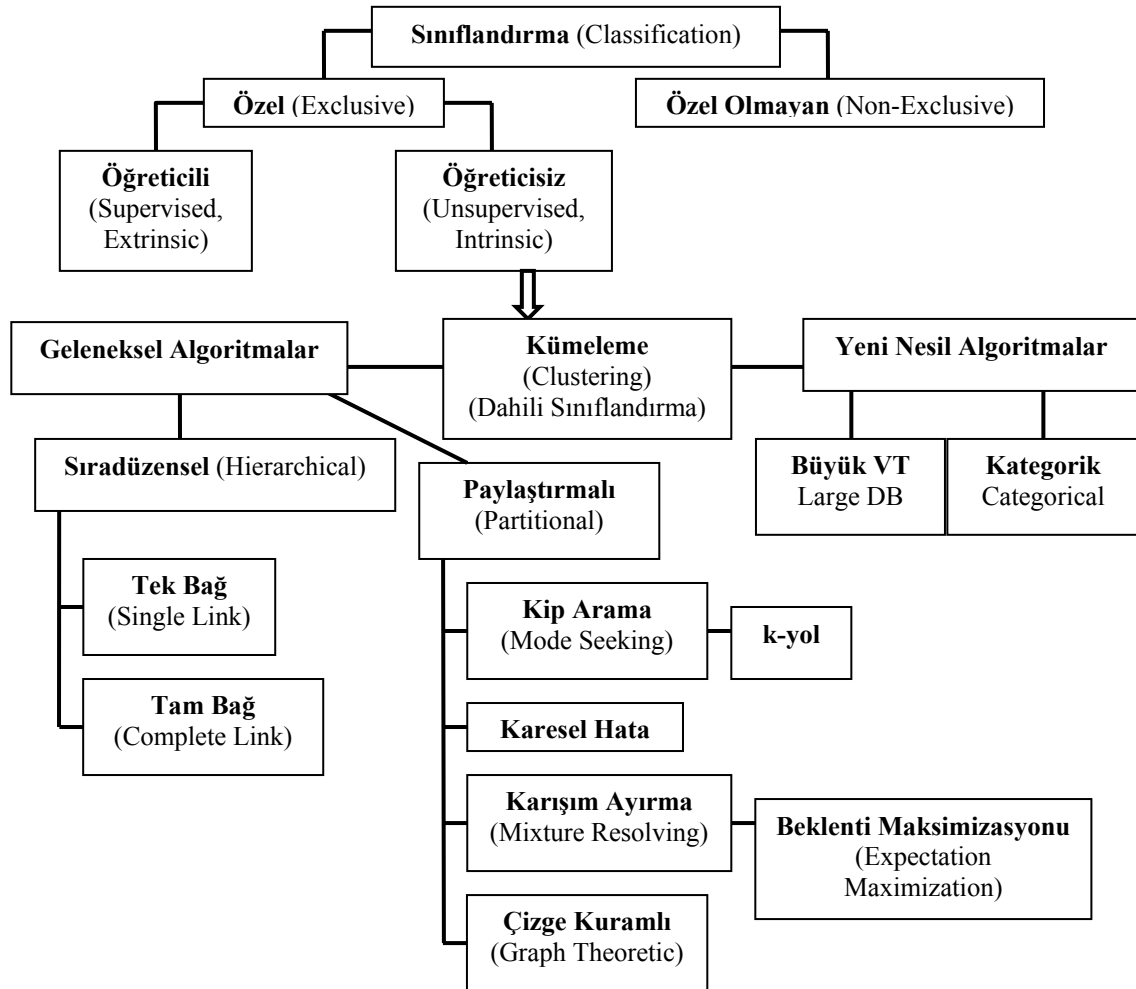 Sınıflandırma (Classification)
Özel (Exclusive)
Özel Olmayan (Non-Exclusive)
Öğreticili
(Supervised,
Extrinsic)
Öğreticisiz
(Unsupervised,
Intrinsic)
Geleneksel Algoritmalar
Kümeleme
(Clustering)
(Dahili Sınıflandırma)
Yeni Nesil Algoritmalar
Sıradüzensel (Hierarchical)
Paylaştırmalı
(Partitional)
Büyük VT
Large DB
Kategorik
Categorical
Tek Bağ
(Single Link)
Tam Bağ
(Complete Link)
Kip Arama
(Mode Seeking)
k-yol
Karesel Hata
Karışım Ayırma
(Mixture Resolving)
Beklenti Maksimizasyonu
(Expectation
Maximization)
Çizge Kuramlı
(Graph Theoretic)